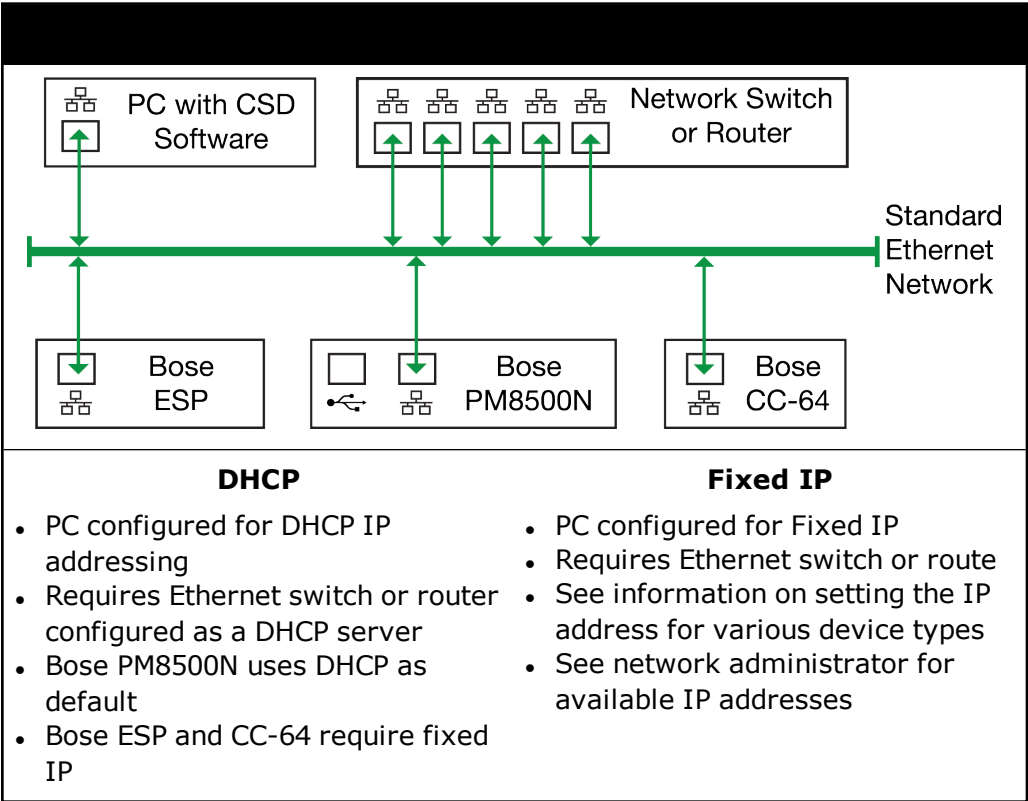 PC with CSD
Software
Network Switch
or Router
Standard
Ethernet
Network
Bose
ESP
Bose
PM8500N
Bose
CC-64
DHCP
• PC configured for DHCP IP
addressing
• Requires Ethernet switch or router
configured as a DHCP server
• Bose PM8500N uses DHCP as
default
• Bose ESP and CC-64 require fixed
IP
Fixed IP
• PC configured for Fixed IP
• Requires Ethernet switch or route
• See information on setting the IP
address for various device types
• See network administrator for
available IP addresses